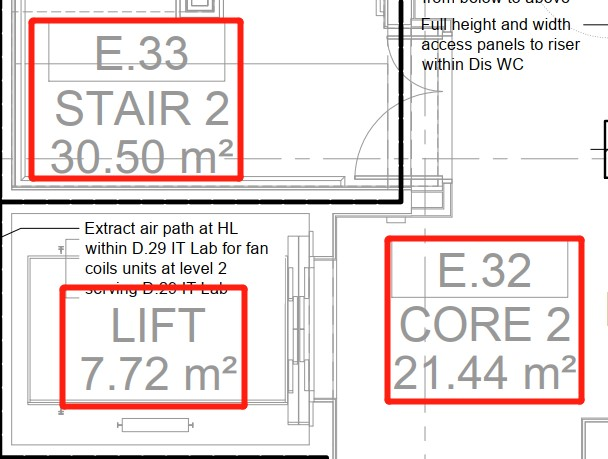 from below to above
Full height and width
access panels to riser
within Dis WC
E.33
STAIR 2
30.50 m²
Extract air path at HL
within D.29 IT Lab for fan
coils units at level 2
serving D.29 IT Lab
LIFT
7.72 m²
E.32
CORE 2
21.44 m²